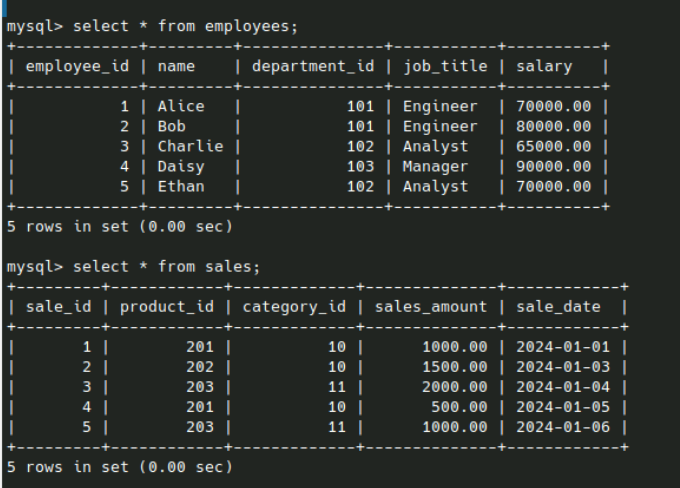 mysql> select * from employees;
+-------------+---------+---------------+-----------+----------+
| employee_id | name    | department_id | job_title | salary   |
+-------------+---------+---------------+-----------+----------+
|           1 | Alice   |           101 | Engineer  | 70000.00 |
|           2 | Bob     |           101 | Engineer  | 80000.00 |
|           3 | Charlie |           102 | Analyst   | 65000.00 |
|           4 | Daisy   |           103 | Manager   | 90000.00 |
|           5 | Ethan   |           102 | Analyst   | 70000.00 |
+-------------+---------+---------------+-----------+----------+
5 rows in set (0.00 sec)

mysql> select * from sales;
+---------+------------+-------------+--------------+------------+
| sale_id | product_id | category_id | sales_amount | sale_date  |
+---------+------------+-------------+--------------+------------+
|       1 |        201 |          10 |      1000.00 | 2024-01-01 |
|       2 |        202 |          10 |      1500.00 | 2024-01-03 |
|       3 |        203 |          11 |      2000.00 | 2024-01-04 |
|       4 |        201 |          10 |       500.00 | 2024-01-05 |
|       5 |        203 |          11 |      1000.00 | 2024-01-06 |
+---------+------------+-------------+--------------+------------+
5 rows in set (0.00 sec)